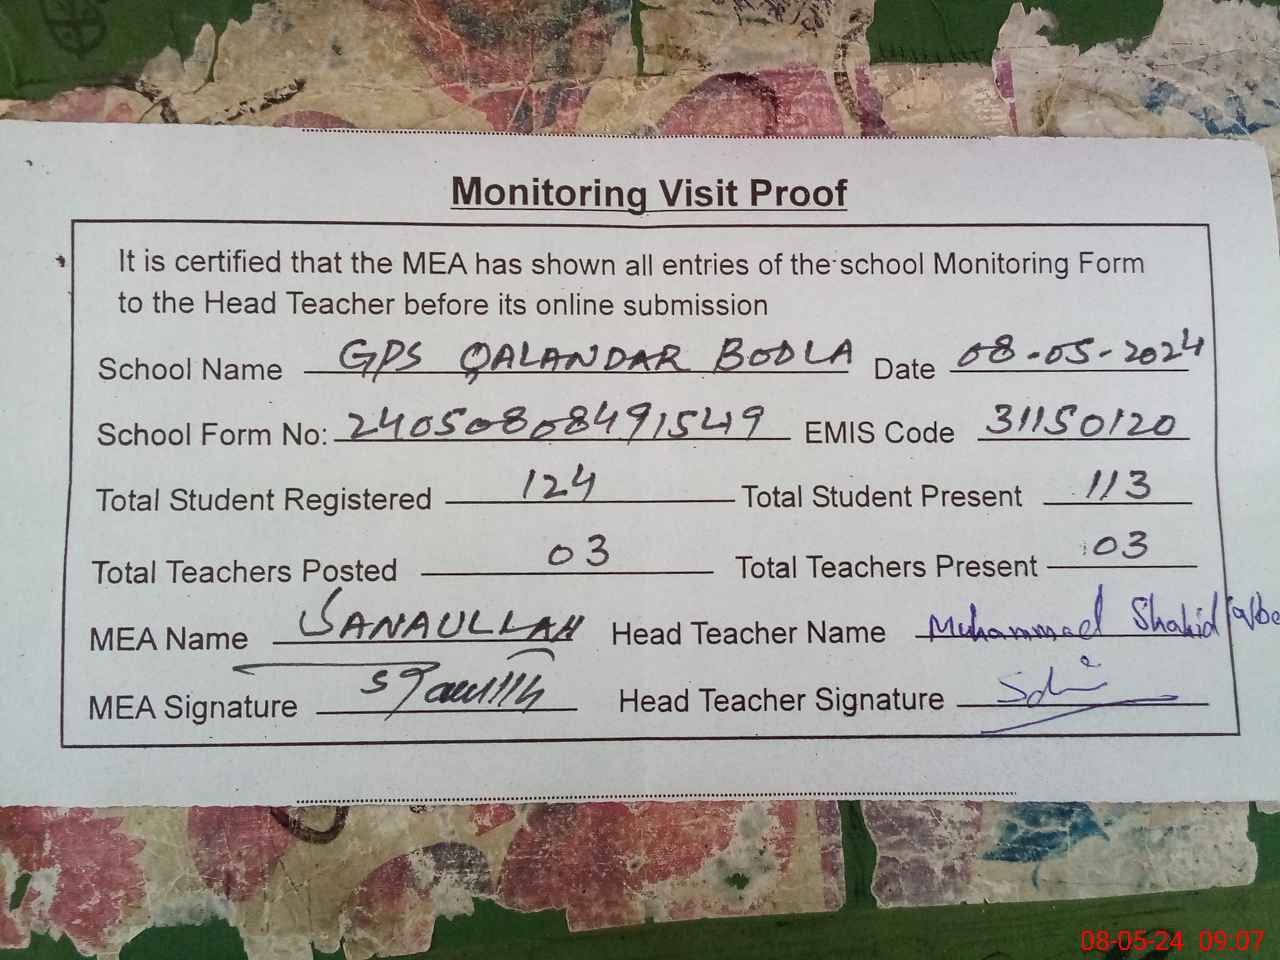 Monitoring Visit Proof
It is certified that the MEA has shown all entries of the school Monitoring Form
to the Head Teacher before its online submission
School Name GPS QALANDAR BODLA Date 08-05-2024
School Form No: 24050808491549 EMIS Code 31150120
Total Student Registered 124 Total Student Present 113
Total Teachers Posted 03 Total Teachers Present 03
MEA Name SANAULLAH Head Teacher Name Muhammad Shahid
MEA Signature Head Teacher Signature
08-05-24 09:07